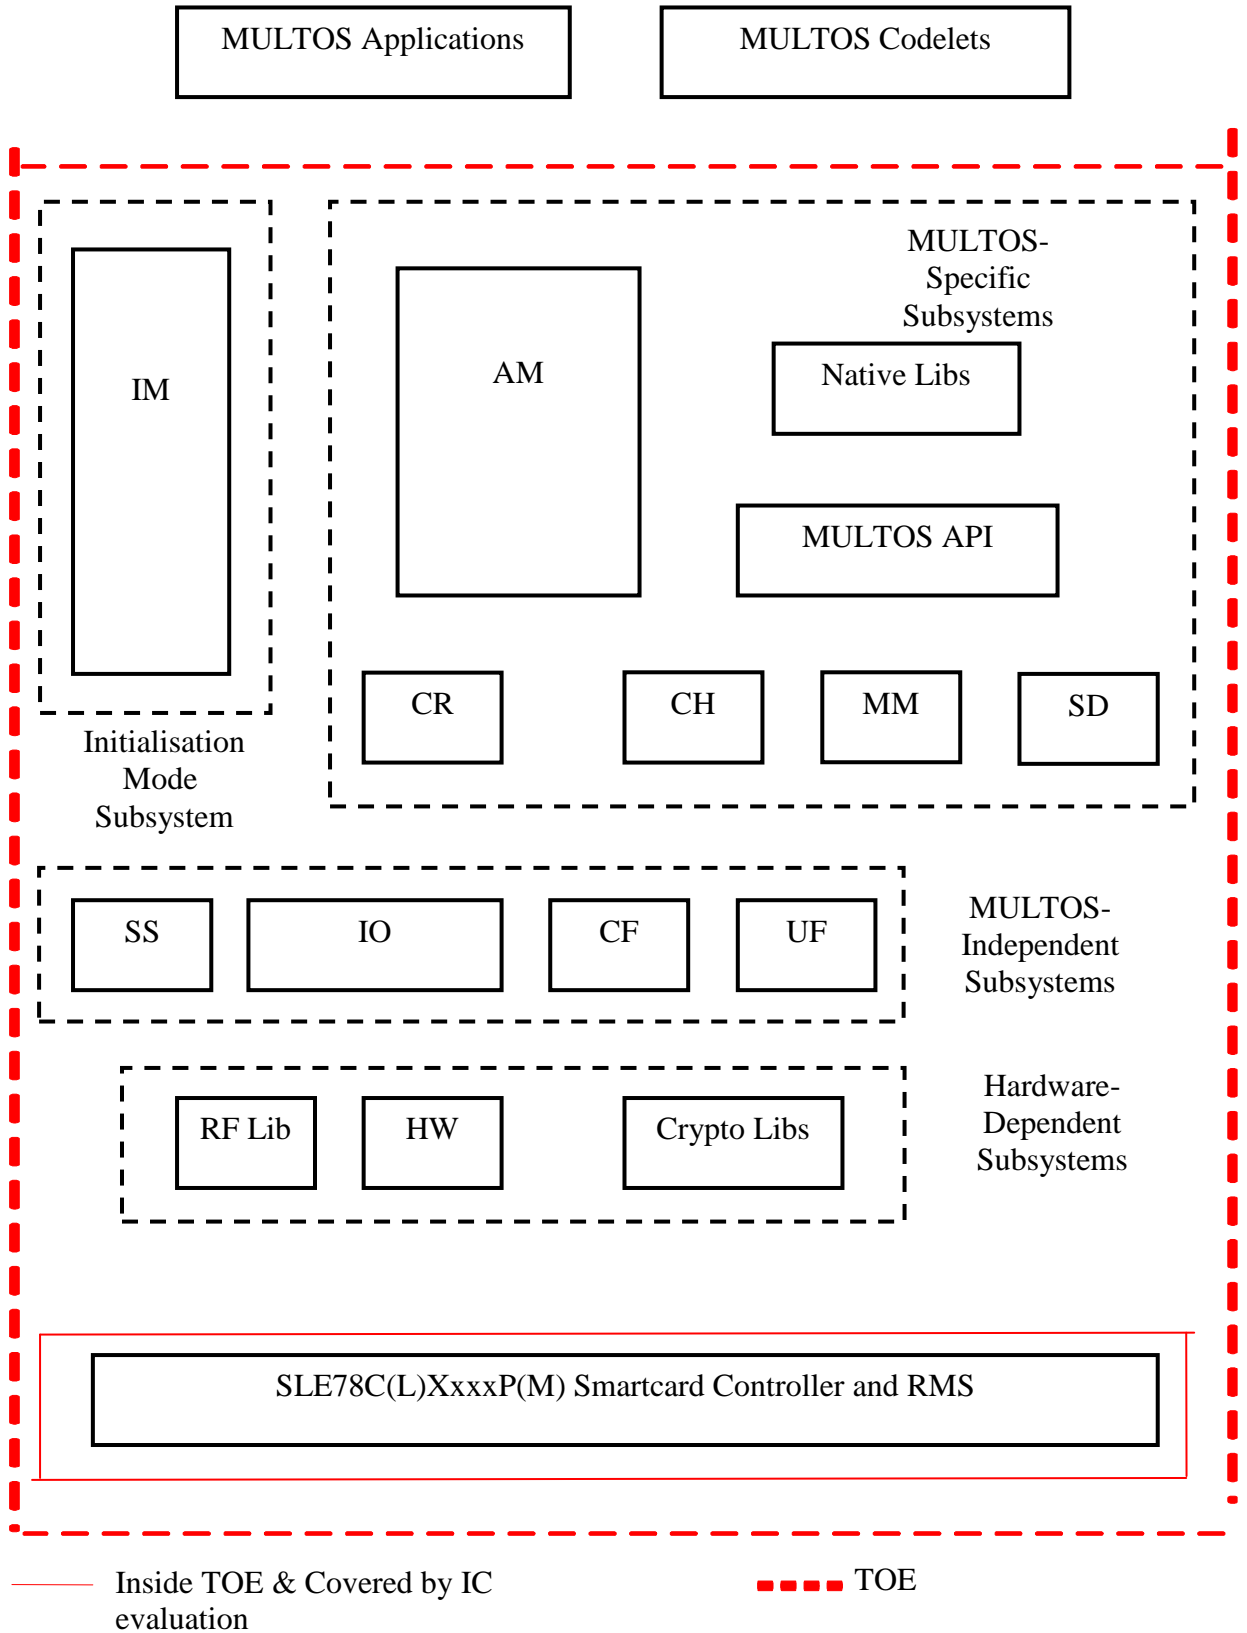 MULTOS Applications
MULTOS Codelets
MULTOS-
Specific
Subsystems
IM
AM
Native Libs
MULTOS API
CR
CH
MM
SD
Initialisation
Mode
Subsystem
SS
IO
CF
UF
MULTOS-
Independent
Subsystems
RF Lib
HW
Crypto Libs
Hardware-
Dependent
Subsystems
SLE78C(L)XxxxP(M) Smartcard Controller and RMS
Inside TOE & Covered by IC
evaluation
TOE